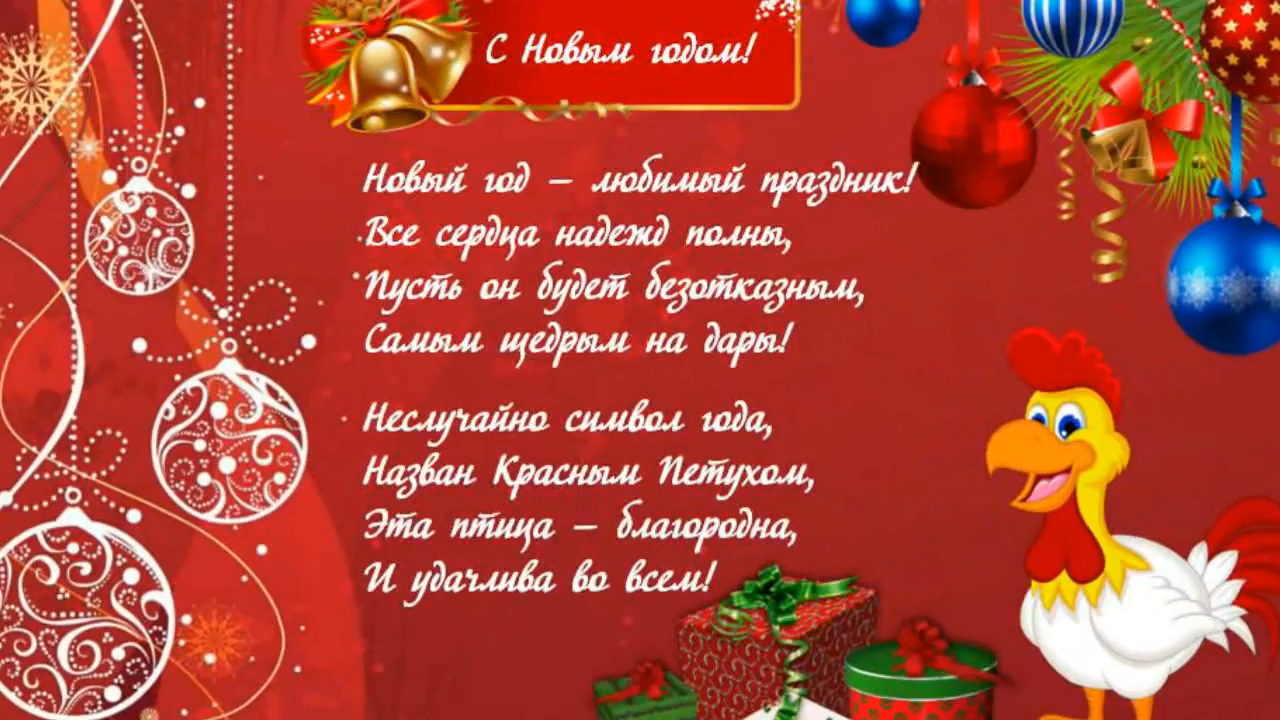 С Новым годом!
Новый год – любимый праздник!
Все сердца надежд полны,
Пусть он будет безотказным,
Самым щедрым на дары!
Неслучайно символ года,
Назван Красным Петухом,
Эта птица – благородна,
И удачлива во всем!